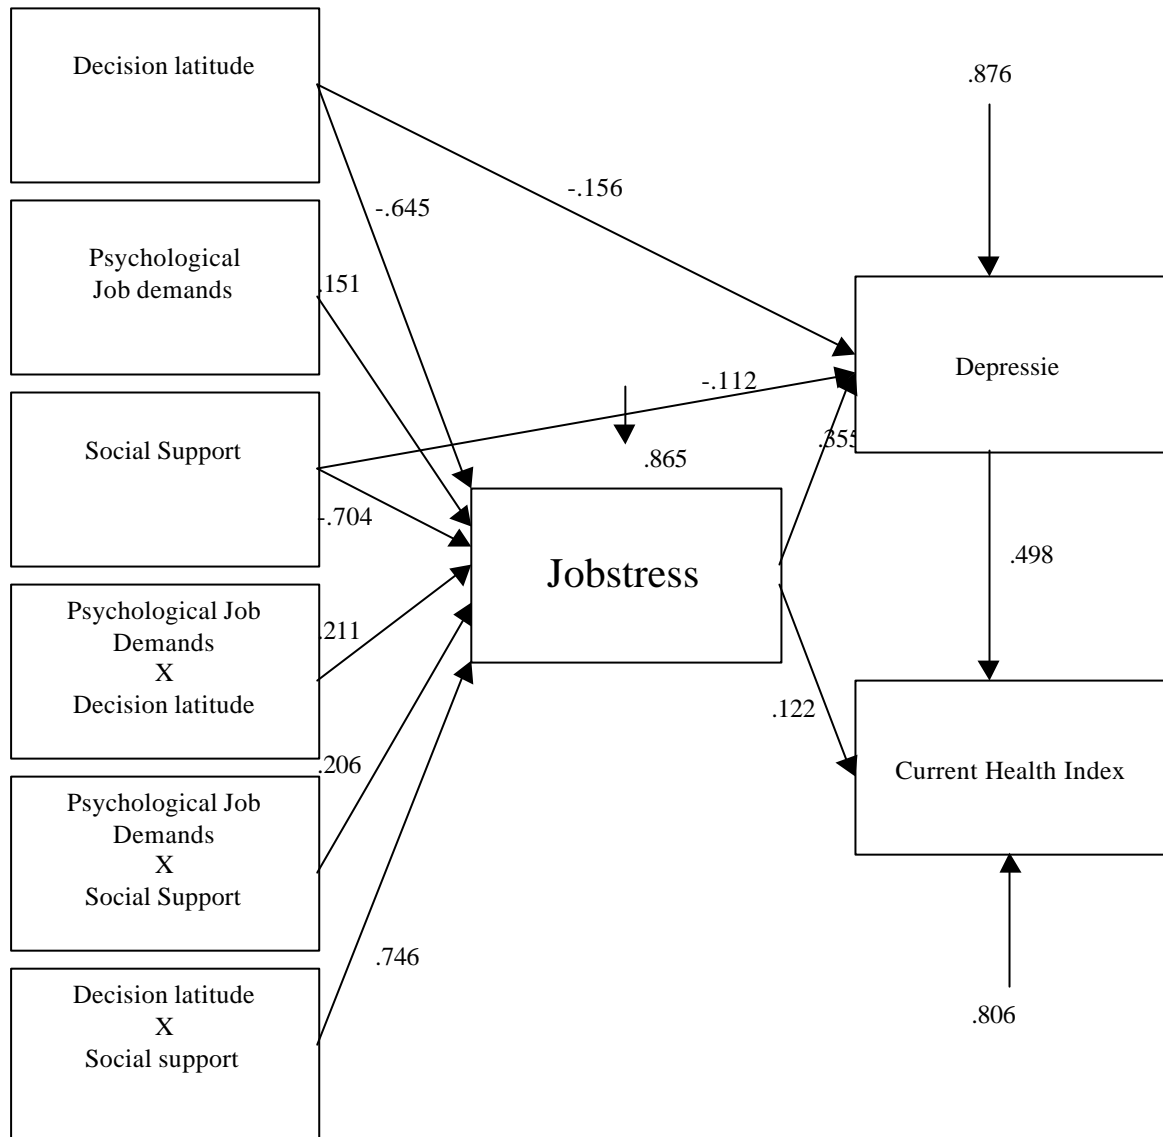 Decision latitude
.876
-.156
-.645
Psychological
Job demands
.151
Depressie
-.112
Social Support
.355
.865
-.704
Jobstress
.498
Psychological Job
Demands
X
Decision latitude
.211
.122
.206
Current Health Index
Psychological Job
Demands
X
Social Support
.746
Decision latitude
X
Social support
.806